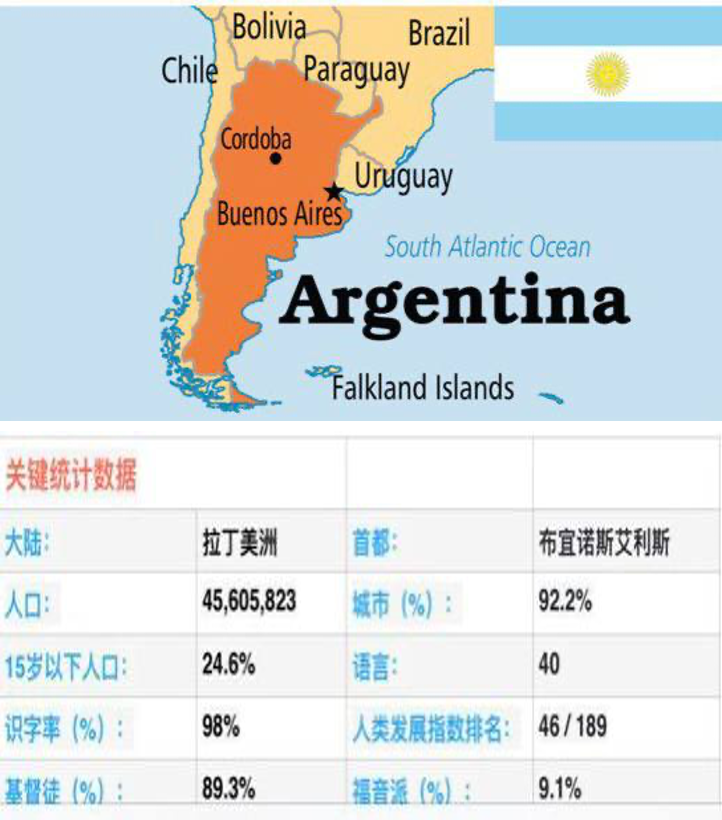 Bolivia
Brazil
Chile
Paraguay
Cordoba
Uruguay
Buenos Aires
South Atlantic Ocean
Argentina
Falkland Islands
关键统计数据
大陆: 拉丁美洲 首都: 布宜诺斯艾利斯
人口: 45,605,823 城市（%）: 92.2%
15岁以下人口: 24.6% 语言: 40
识字率（%）: 98% 人类发展指数排名: 46 / 189
基督徒（%）: 89.3% 福音派（%）: 9.1%